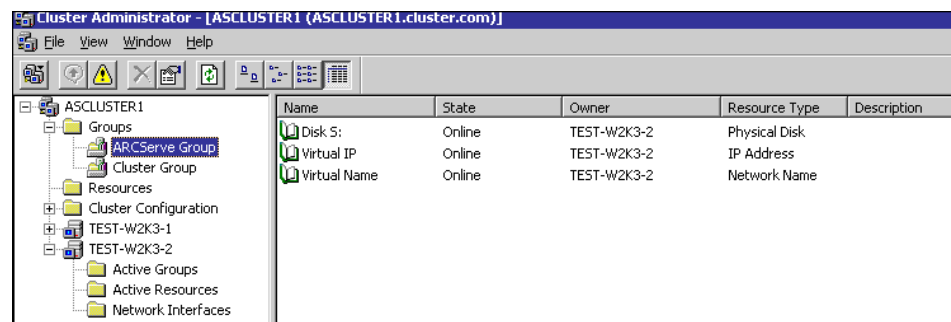 Cluster Administrator - [ASCLUSTER1 (ASCLUSTER1.cluster.com)]
File View Window Help
ASCLUSTER1
Groups
ARCServe Group
Cluster Group
Resources
Cluster Configuration
TEST-W2K3-1
TEST-W2K3-2
Active Groups
Active Resources
Network Interfaces
Name State Owner Resource Type Description
Disk S: Online TEST-W2K3-2 Physical Disk
Virtual IP Online TEST-W2K3-2 IP Address
Virtual Name Online TEST-W2K3-2 Network Name